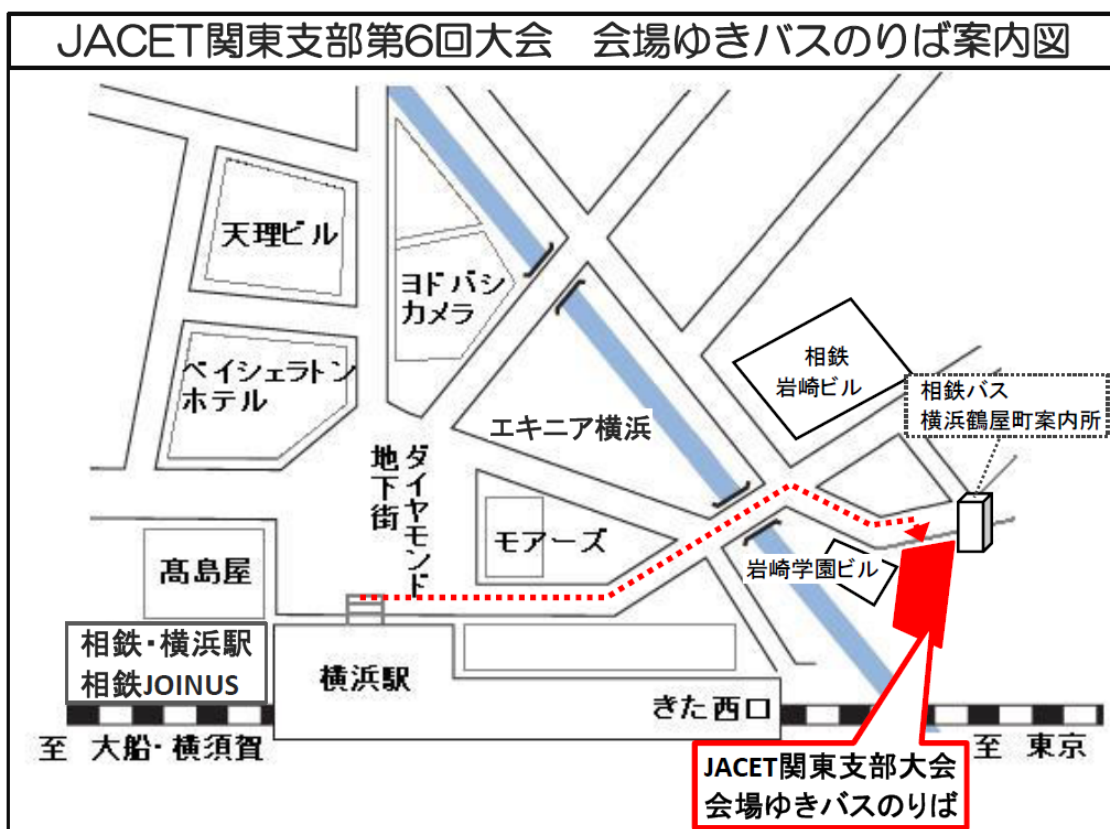 JACET関東支部第6回大会　会場ゆきバスのりば案内図
天理ビル
ヨドバシ
カメラ
ベイシェラトン
ホテル
相鉄
岩崎ビル
相鉄バス
横浜鶴屋町案内所
エキニア横浜
ダイヤモンド
地下街
モアーズ
岩崎学園ビル
髙島屋
相鉄・横浜駅
相鉄JOINUS
横浜駅
きた西口
至　大船・横須賀
至　東京
JACET関東支部大会
会場ゆきバスのりば